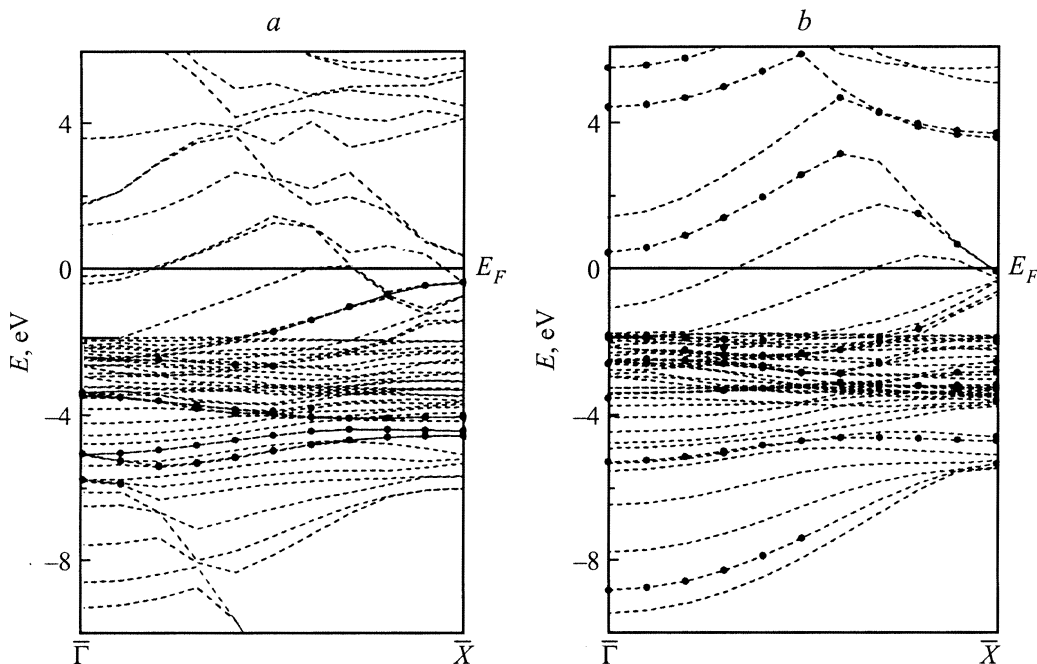 a b
4 4
0 E_F 0 E_F
E, eV E, eV
−4 −4
−8 −8
Γ̅ X̅ Γ̅ X̅